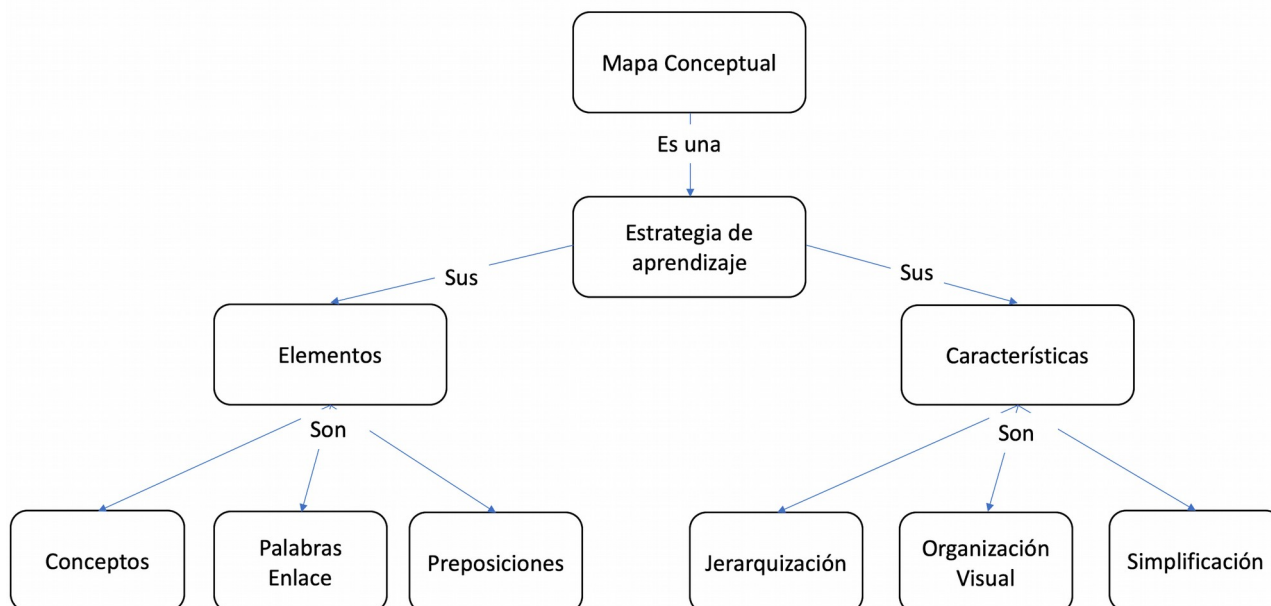 Mapa Conceptual
Es una
Estrategia de
aprendizaje
Sus
Sus
Elementos
Características
Son
Son
Conceptos
Palabras
Enlace
Preposiciones
Jerarquización
Organización
Visual
Simplificación